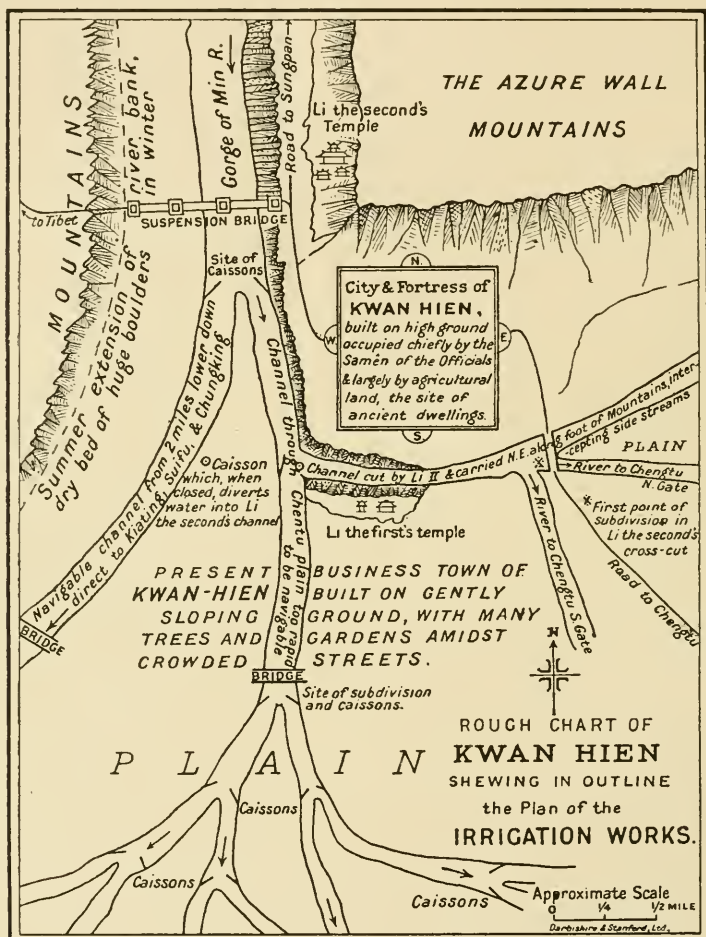 THE AZURE WALL
MOUNTAINS
MOUNTAINS
river bank,
in winter
Summer extension of
dry bed of huge boulders
Gorge of Min R.
Road to Sungpan
Li the second's
Temple
to Tibet
SUSPENSION BRIDGE
Site of
Caissons
N.
W
E
S
City & Fortress of
KWAN HIEN,
built on high ground
occupied chiefly by the
Samên of the Officials
& largely by agricultural
land, the site of
ancient dwellings.
Navigable channel from 2 miles lower down
direct to Kiating, Suifu, & Chungking
Channel through Chentu plain too rapid
to be navigable
Caisson
which, when
closed, diverts
water into Li
the second's channel
Channel cut by Li II & carried N.E. along foot of Mountains, inter-
cepting side streams
PLAIN
River to Chengtu
N. Gate
* First point of
Subdivision in
Li the second's
cross-cut
Road to Chengtu
River to Chengtu S. Gate
Li the first's temple
PRESENT BUSINESS TOWN OF
KWAN-HIEN BUILT ON GENTLY
SLOPING GROUND, WITH MANY
TREES AND GARDENS AMIDST
CROWDED STREETS.
BRIDGE
BRIDGE
Site of subdivision
and caissons.
N
PLAIN
Caissons
Caissons
Caissons
ROUGH CHART OF
KWAN HIEN
SHEWING IN OUTLINE
the Plan of the
IRRIGATION WORKS.
Approximate Scale
0 1/4 1/2 MILE
Darbishire & Stanford, Ltd.